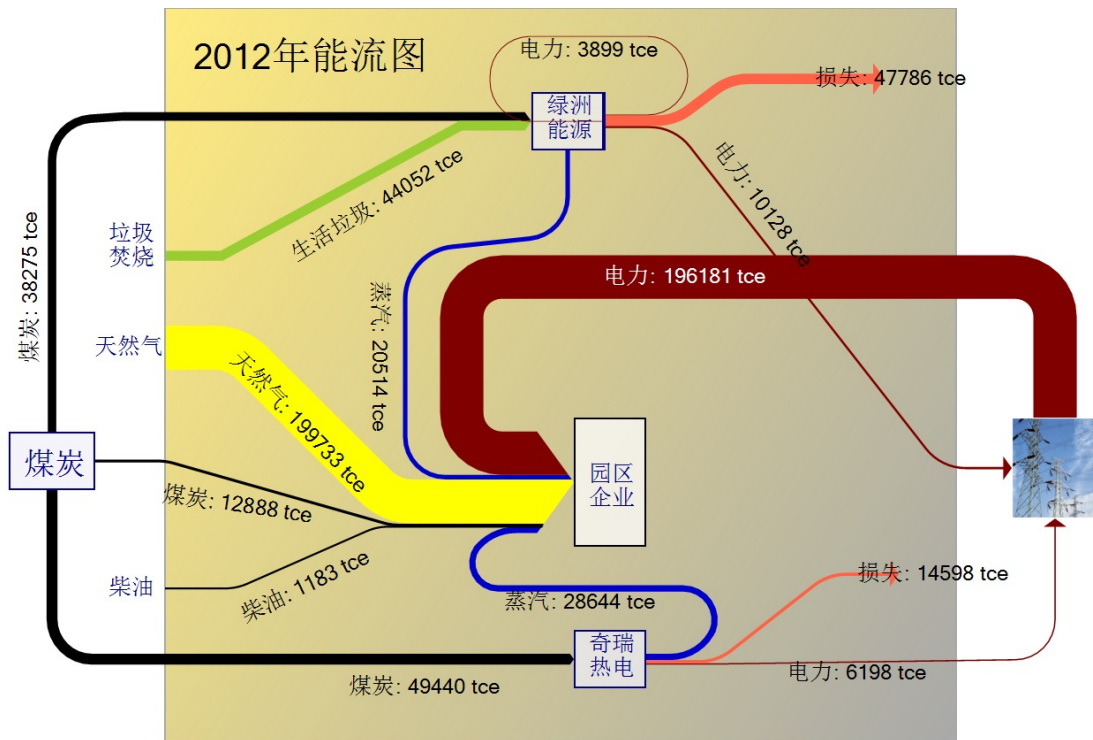 2012年能流图
电力: 3899 tce
损失: 47786 tce
绿洲
能源
生活垃圾: 44052 tce
电力: 10128 tce
垃圾
焚烧
煤炭: 38275 tce
电力: 196181 tce
蒸汽: 20514 tce
天然气
天然气: 199733 tce
煤炭
园区
企业
煤炭: 12888 tce
柴油
柴油: 1183 tce
蒸汽: 28644 tce
损失: 14598 tce
奇瑞
热电
电力: 6198 tce
煤炭: 49440 tce